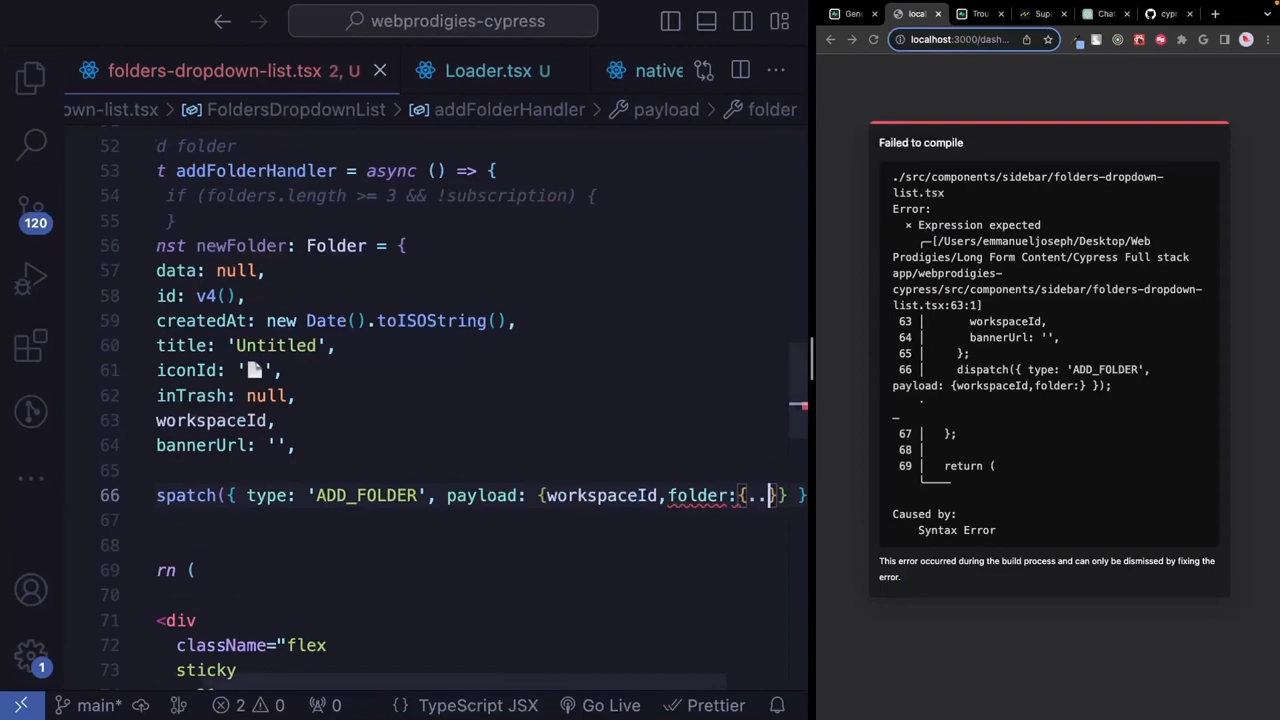 webprodigies-cypress
folders-dropdown-list.tsx 2, U
Loader.tsx U
native
own-list.tsx > FoldersDropdownList > addFolderHandler > payload > folder
52 d folder
53 t addFolderHandler = async () => {
54 if (folders.length >= 3 && !subscription) {
55 }
56 nst newFolder: Folder = {
57 data: null,
58 id: v4(),
59 createdAt: new Date().toISOString(),
60 title: 'Untitled',
61 iconId: '📄',
62 inTrash: null,
63 workspaceId,
64 bannerUrl: '',
65
66 spatch({ type: 'ADD_FOLDER', payload: {workspaceId,folder:{..}} }
67
68
69 rn (
70
71 <div
72 className="flex
73 sticky
120
1
main* 2 0 0 {} TypeScript JSX Go Live Prettier
Gene
local
Trou
Supa
Chat
cypr
localhost:3000/dash...
Failed to compile
./src/components/sidebar/folders-dropdown-
list.tsx
Error:
× Expression expected
╭─[/Users/emmanueljoseph/Desktop/Web
Prodigies/Long Form Content/Cypress Full stack
app/webprodigies-
cypress/src/components/sidebar/folders-dropdown-
list.tsx:63:1]
63 │ workspaceId,
64 │ bannerUrl: '',
65 │ };
66 │ dispatch({ type: 'ADD_FOLDER',
payload: {workspaceId,folder:} });
·
─
67 │ };
68 │
69 │ return (
╰────
Caused by:
Syntax Error
This error occurred during the build process and can only be dismissed by fixing the
error.